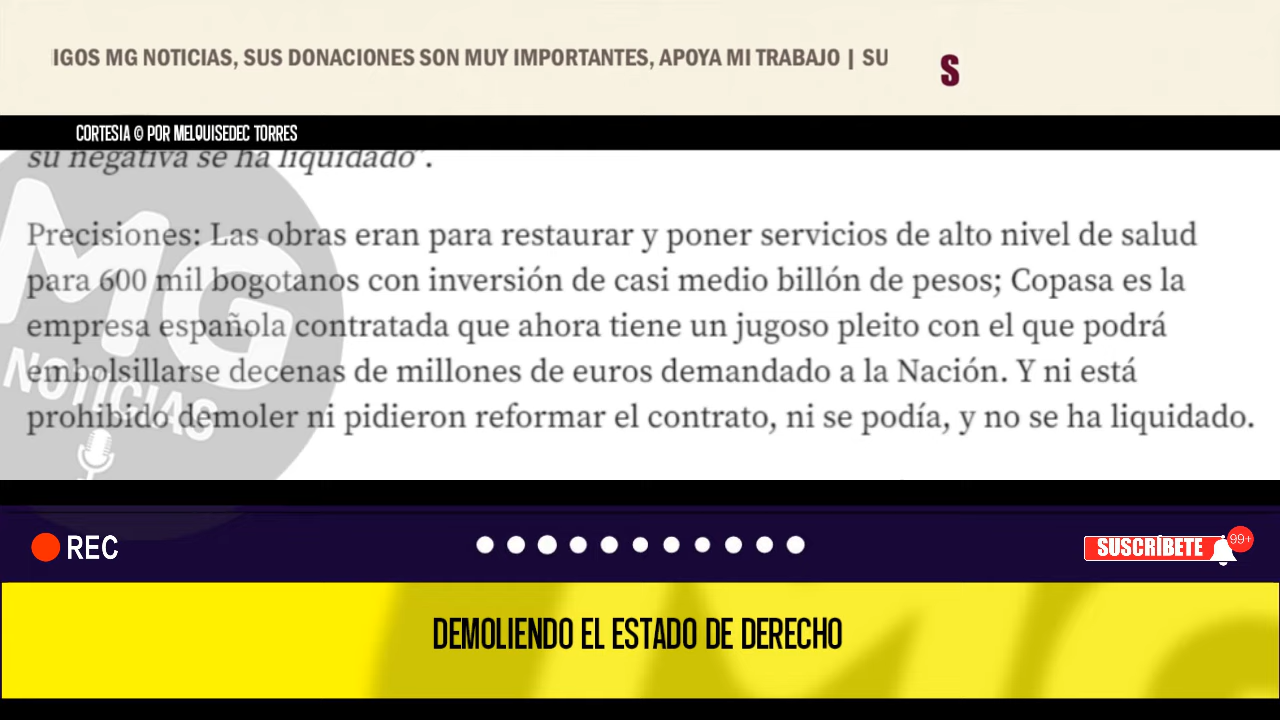 IGOS MG NOTICIAS, SUS DONACIONES SON MUY IMPORTANTES, APOYA MI TRABAJO | SU
S
CORTESIA © POR MELQUISEDEC TORRES
su negativa se ha liquidado".
Precisiones: Las obras eran para restaurar y poner servicios de alto nivel de salud
para 600 mil bogotanos con inversión de casi medio billón de pesos; Copasa es la
empresa española contratada que ahora tiene un jugoso pleito con el que podrá
embolsillarse decenas de millones de euros demandado a la Nación. Y ni está
prohibido demoler ni pidieron reformar el contrato, ni se podía, y no se ha liquidado.
MG
NOTICIAS
REC
SUSCRÍBETE
99+
DEMOLIENDO EL ESTADO DE DERECHO